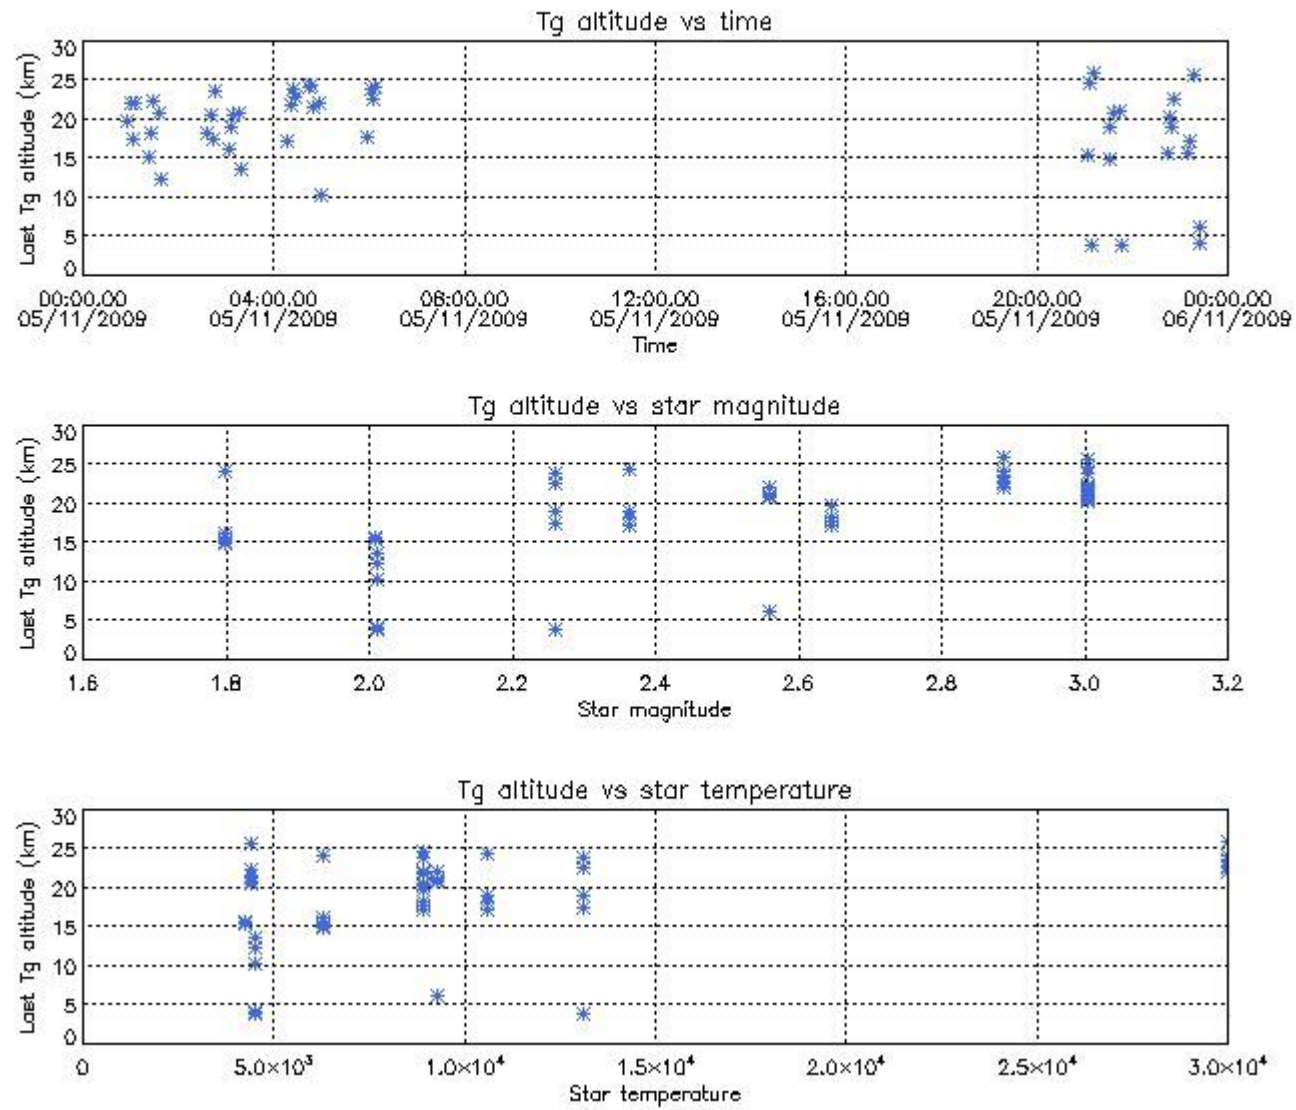 Tg altitude vs time
Last Tg altitude (km)
30
25
20
15
10
5
0
00:00.00 04:00.00 08:00.00 12:00.00 16:00.00 20:00.00 00:00.00
05/11/2009 05/11/2009 05/11/2009 05/11/2009 05/11/2009 05/11/2009 06/11/2009
Time
Tg altitude vs star magnitude
Last Tg altitude (km)
30
25
20
15
10
5
0
1.6 1.8 2.0 2.2 2.4 2.6 2.8 3.0 3.2
Star magnitude
Tg altitude vs star temperature
Last Tg altitude (km)
30
25
20
15
10
5
0
0 5.0×10³ 1.0×10⁴ 1.5×10⁴ 2.0×10⁴ 2.5×10⁴ 3.0×10⁴
Star temperature